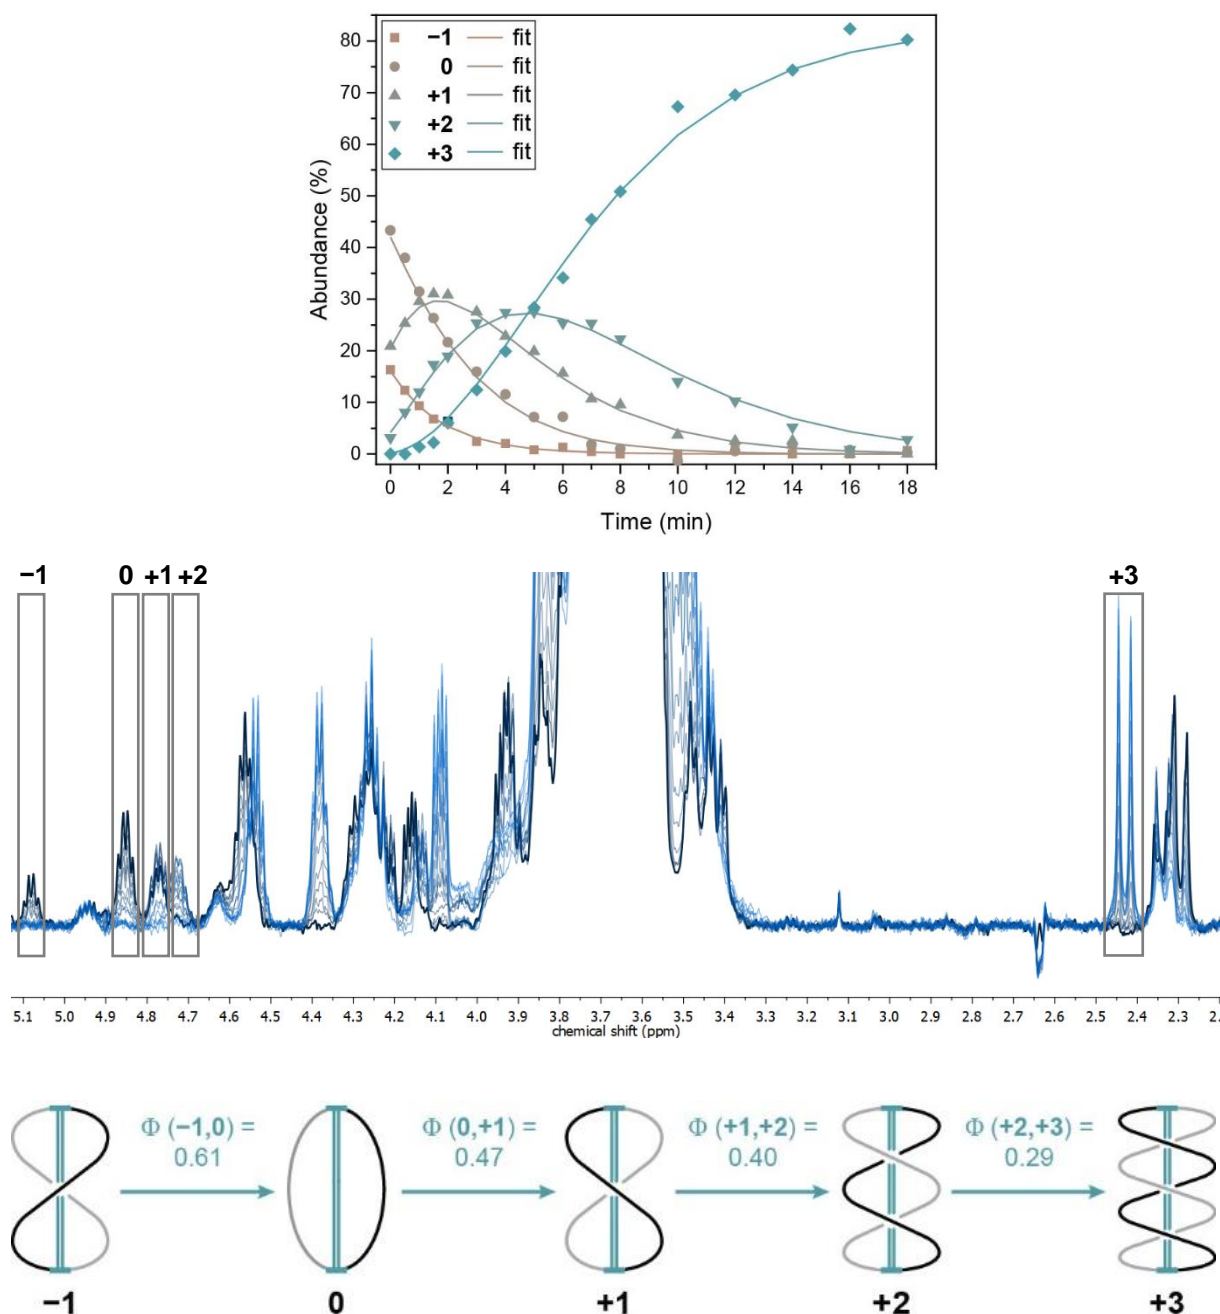 −1 fit
0 fit
+1 fit
+2 fit
+3 fit
80
70
60
50
40
30
20
10
0
Abundance (%)
0 2 4 6 8 10 12 14 16 18
Time (min)
−1 0 +1 +2 +3
5.1 5.0 4.9 4.8 4.7 4.6 4.5 4.4 4.3 4.2 4.1 4.0 3.9 3.8 3.7 3.6 3.5 3.4 3.3 3.2 3.1 3.0 2.9 2.8 2.7 2.6 2.5 2.4 2.3 2.
chemical shift (ppm)
Φ (−1,0) =
0.61
Φ (0,+1) =
0.47
Φ (+1,+2) =
0.40
Φ (+2,+3) =
0.29
−1 0 +1 +2 +3